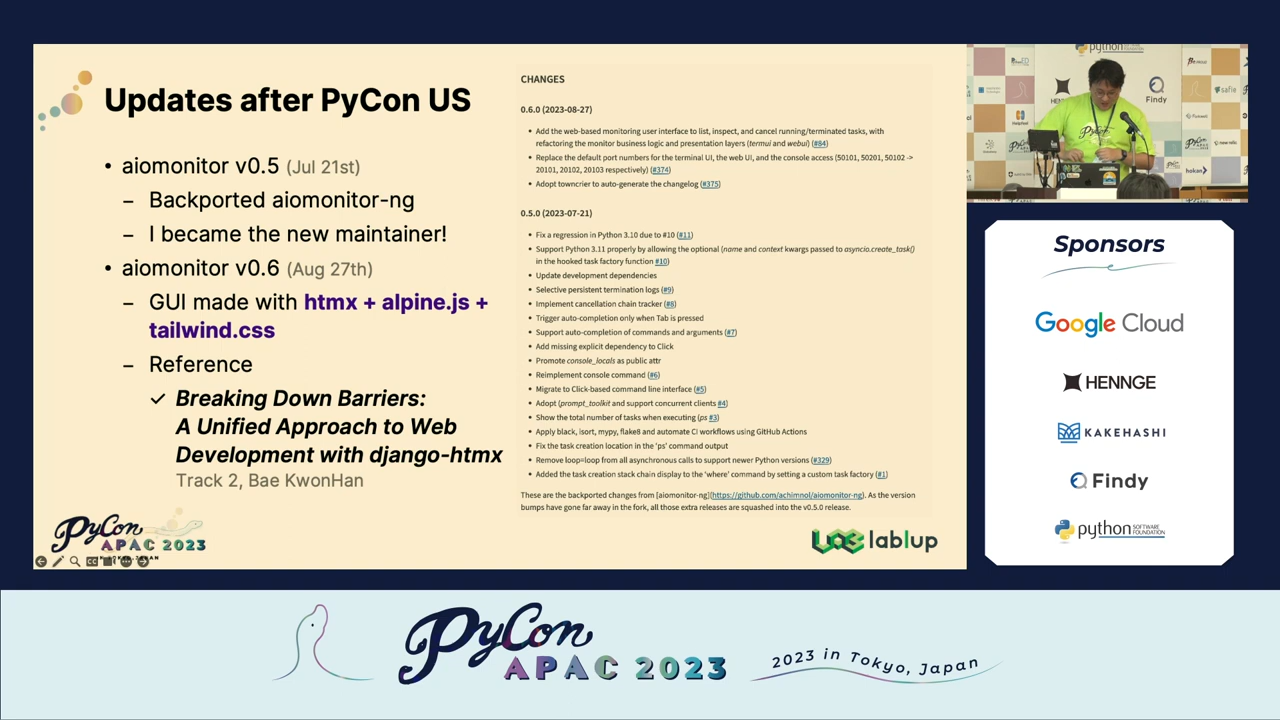 Updates after PyCon US
• aiomonitor v0.5 (Jul 21st)
– Backported aiomonitor-ng
– I became the new maintainer!
• aiomonitor v0.6 (Aug 27th)
– GUI made with htmx + alpine.js +
tailwind.css
– Reference
✓ Breaking Down Barriers:
A Unified Approach to Web
Development with django-htmx
Track 2, Bae KwonHan
PyCon
APAC 2023
CHANGES
0.6.0 (2023-08-27)
• Add the web-based monitoring user interface to list, inspect, and cancel running/terminated tasks, with
refactoring the monitor business logic and presentation layers (termui and webui) (#84)
• Replace the default port numbers for the terminal UI, the web UI, and the console access (50101, 50201, 50102 ->
20101, 20102, 20103 respectively) (#374)
• Adopt towncrier to auto-generate the changelog (#375)
0.5.0 (2023-07-21)
• Fix a regression in Python 3.10 due to #10 (#11)
• Support Python 3.11 properly by allowing the optional (name and context kwargs passed to asyncio.create_task()
in the hooked task factory function #10)
• Update development dependencies
• Selective persistent termination logs (#9)
• Implement cancellation chain tracker (#8)
• Trigger auto-completion only when Tab is pressed
• Support auto-completion of commands and arguments (#7)
• Add missing explicit dependency to Click
• Promote console_locals as public attr
• Reimplement console command (#6)
• Migrate to Click-based command line interface (#5)
• Adopt (prompt_toolkit and support concurrent clients #4)
• Show the total number of tasks when executing (ps #3)
• Apply black, isort, mypy, flake8 and automate CI workflows using GitHub Actions
• Fix the task creation location in the 'ps' command output
• Remove loop=loop from all asynchronous calls to support newer Python versions (#329)
• Added the task creation stack chain display to the 'where' command by setting a custom task factory (#1)
These are the backported changes from [aiomonitor-ng](https://github.com/achimnol/aiomonitor-ng). As the version
bumps have gone far away in the fork, all those extra releases are squashed into the v0.5.0 release.
lablup
python
Findy
Sponsors
Google Cloud
HENNGE
KAKEHASHI
Findy
python SOFTWARE
FOUNDATION
PyCon
APAC 2023
2023 in Tokyo, Japan